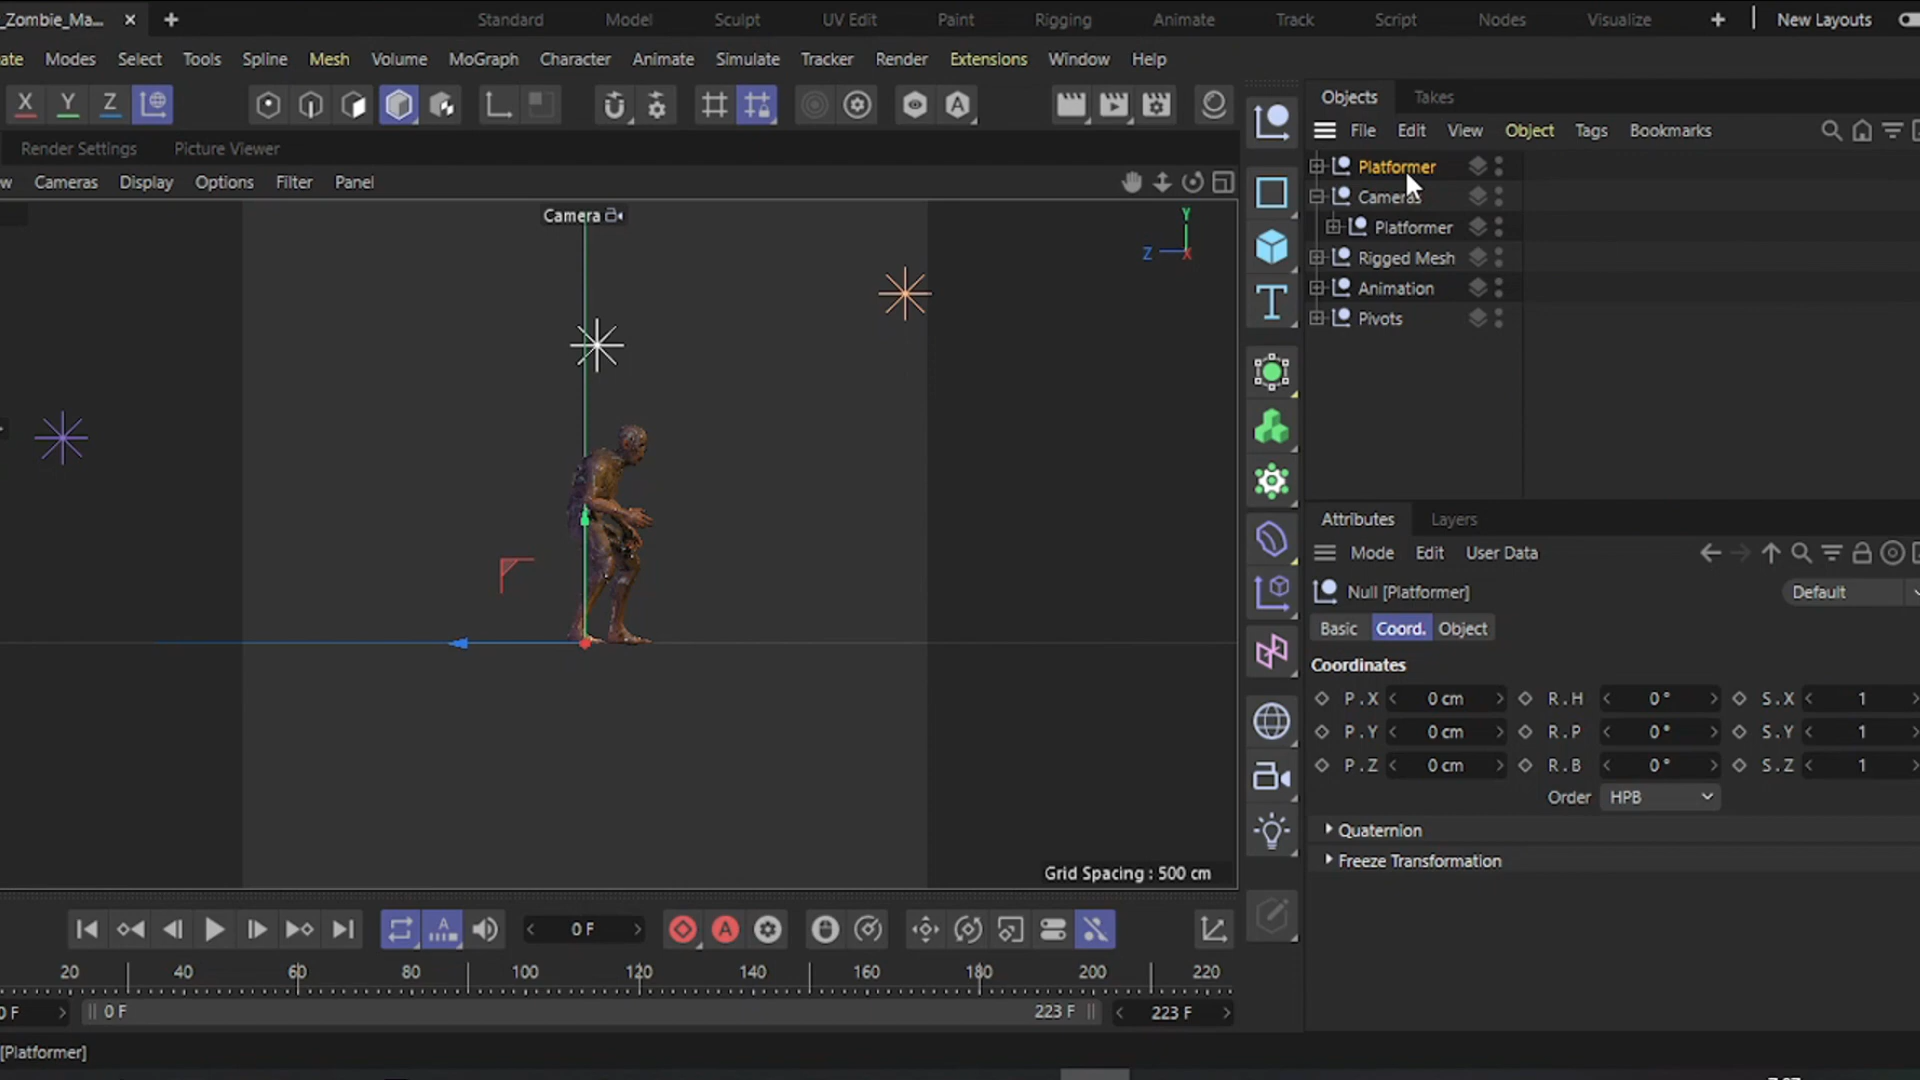 _Zombie_Ma...
Standard Model Sculpt UV Edit Paint Rigging Animate Track Script Nodes Visualize New Layouts
ate Modes Select Tools Spline Mesh Volume MoGraph Character Animate Simulate Tracker Render Extensions Window Help
X Y Z
Objects Takes
File Edit View Object Tags Bookmarks
Render Settings Picture Viewer
w Cameras Display Options Filter Panel
Platformer
Cameras
Platformer
Rigged Mesh
Animation
Pivots
Camera
Y
Z X
Grid Spacing : 500 cm
Attributes Layers
Mode Edit User Data
Null [Platformer] Default
Basic Coord. Object
Coordinates
P . X 0 cm R . H 0 ° S . X 1
P . Y 0 cm R . P 0 ° S . Y 1
P . Z 0 cm R . B 0 ° S . Z 1
Order HPB
Quaternion
Freeze Transformation
0 F
20 40 60 80 100 120 140 160 180 200 220
0 F 0 F 223 F 223 F
[Platformer]